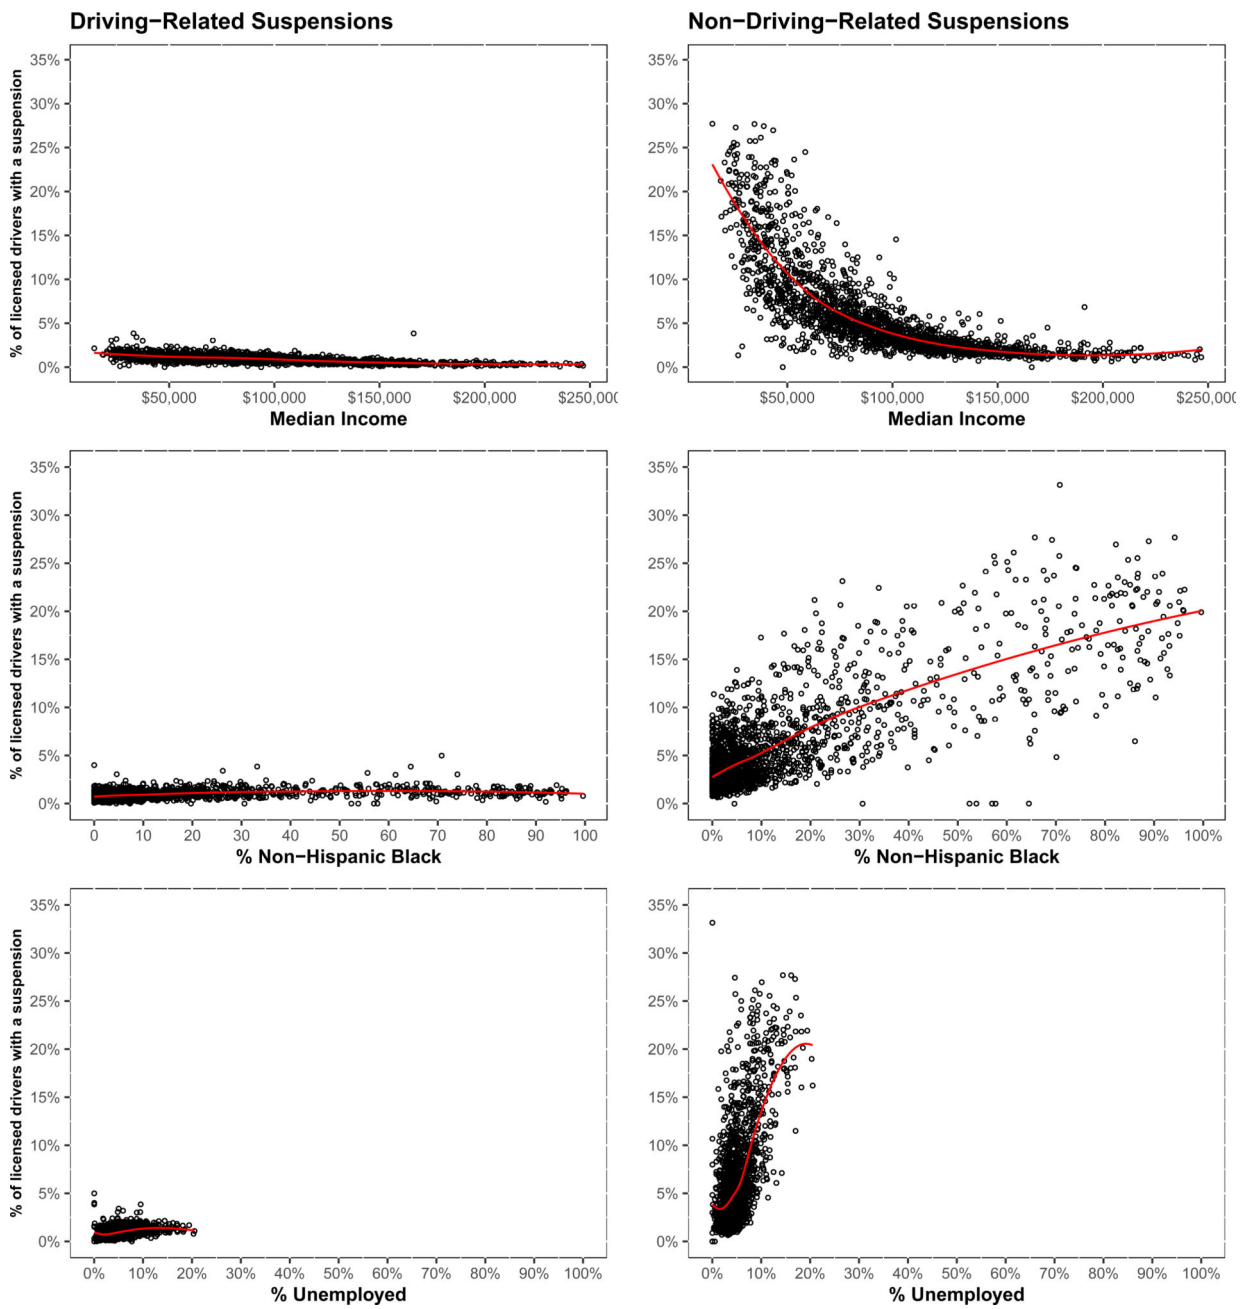 Driving−Related Suspensions
Non−Driving−Related Suspensions
% of licensed drivers with a suspension
35%
30%
25%
20%
15%
10%
5%
0%
$50,000 $100,000 $150,000 $200,000 $250,000
Median Income
35%
30%
25%
20%
15%
10%
5%
0%
$50,000 $100,000 $150,000 $200,000 $250,000
Median Income
% of licensed drivers with a suspension
35%
30%
25%
20%
15%
10%
5%
0%
0 10 20 30 40 50 60 70 80 90 100
% Non−Hispanic Black
35%
30%
25%
20%
15%
10%
5%
0%
0% 10% 20% 30% 40% 50% 60% 70% 80% 90% 100%
% Non−Hispanic Black
% of licensed drivers with a suspension
35%
30%
25%
20%
15%
10%
5%
0%
0% 10% 20% 30% 40% 50% 60% 70% 80% 90% 100%
% Unemployed
35%
30%
25%
20%
15%
10%
5%
0%
0% 10% 20% 30% 40% 50% 60% 70% 80% 90% 100%
% Unemployed